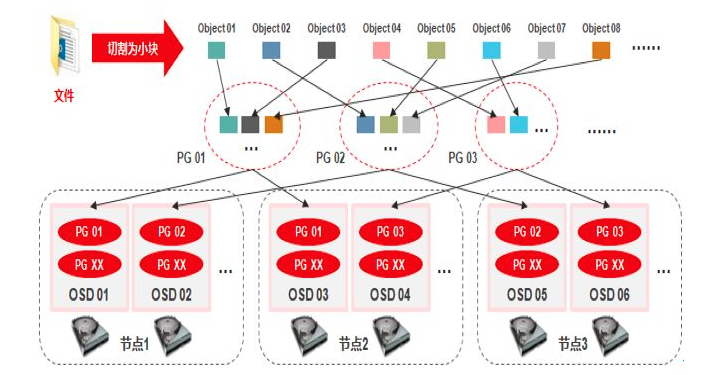 Object 01 Object 02 Object 03 Object 04 Object 05 Object 06 Object 07 Object 08
切割为小块
......
文件
... ... ...
......
PG 01 PG 02 PG 03
PG 01 PG 02 PG 01 PG 03 PG 02 PG 03
PG XX PG XX ... PG XX PG XX ... PG XX PG XX ...
OSD 01 OSD 02 OSD 03 OSD 04 OSD 05 OSD 06
节点1 节点2 节点3